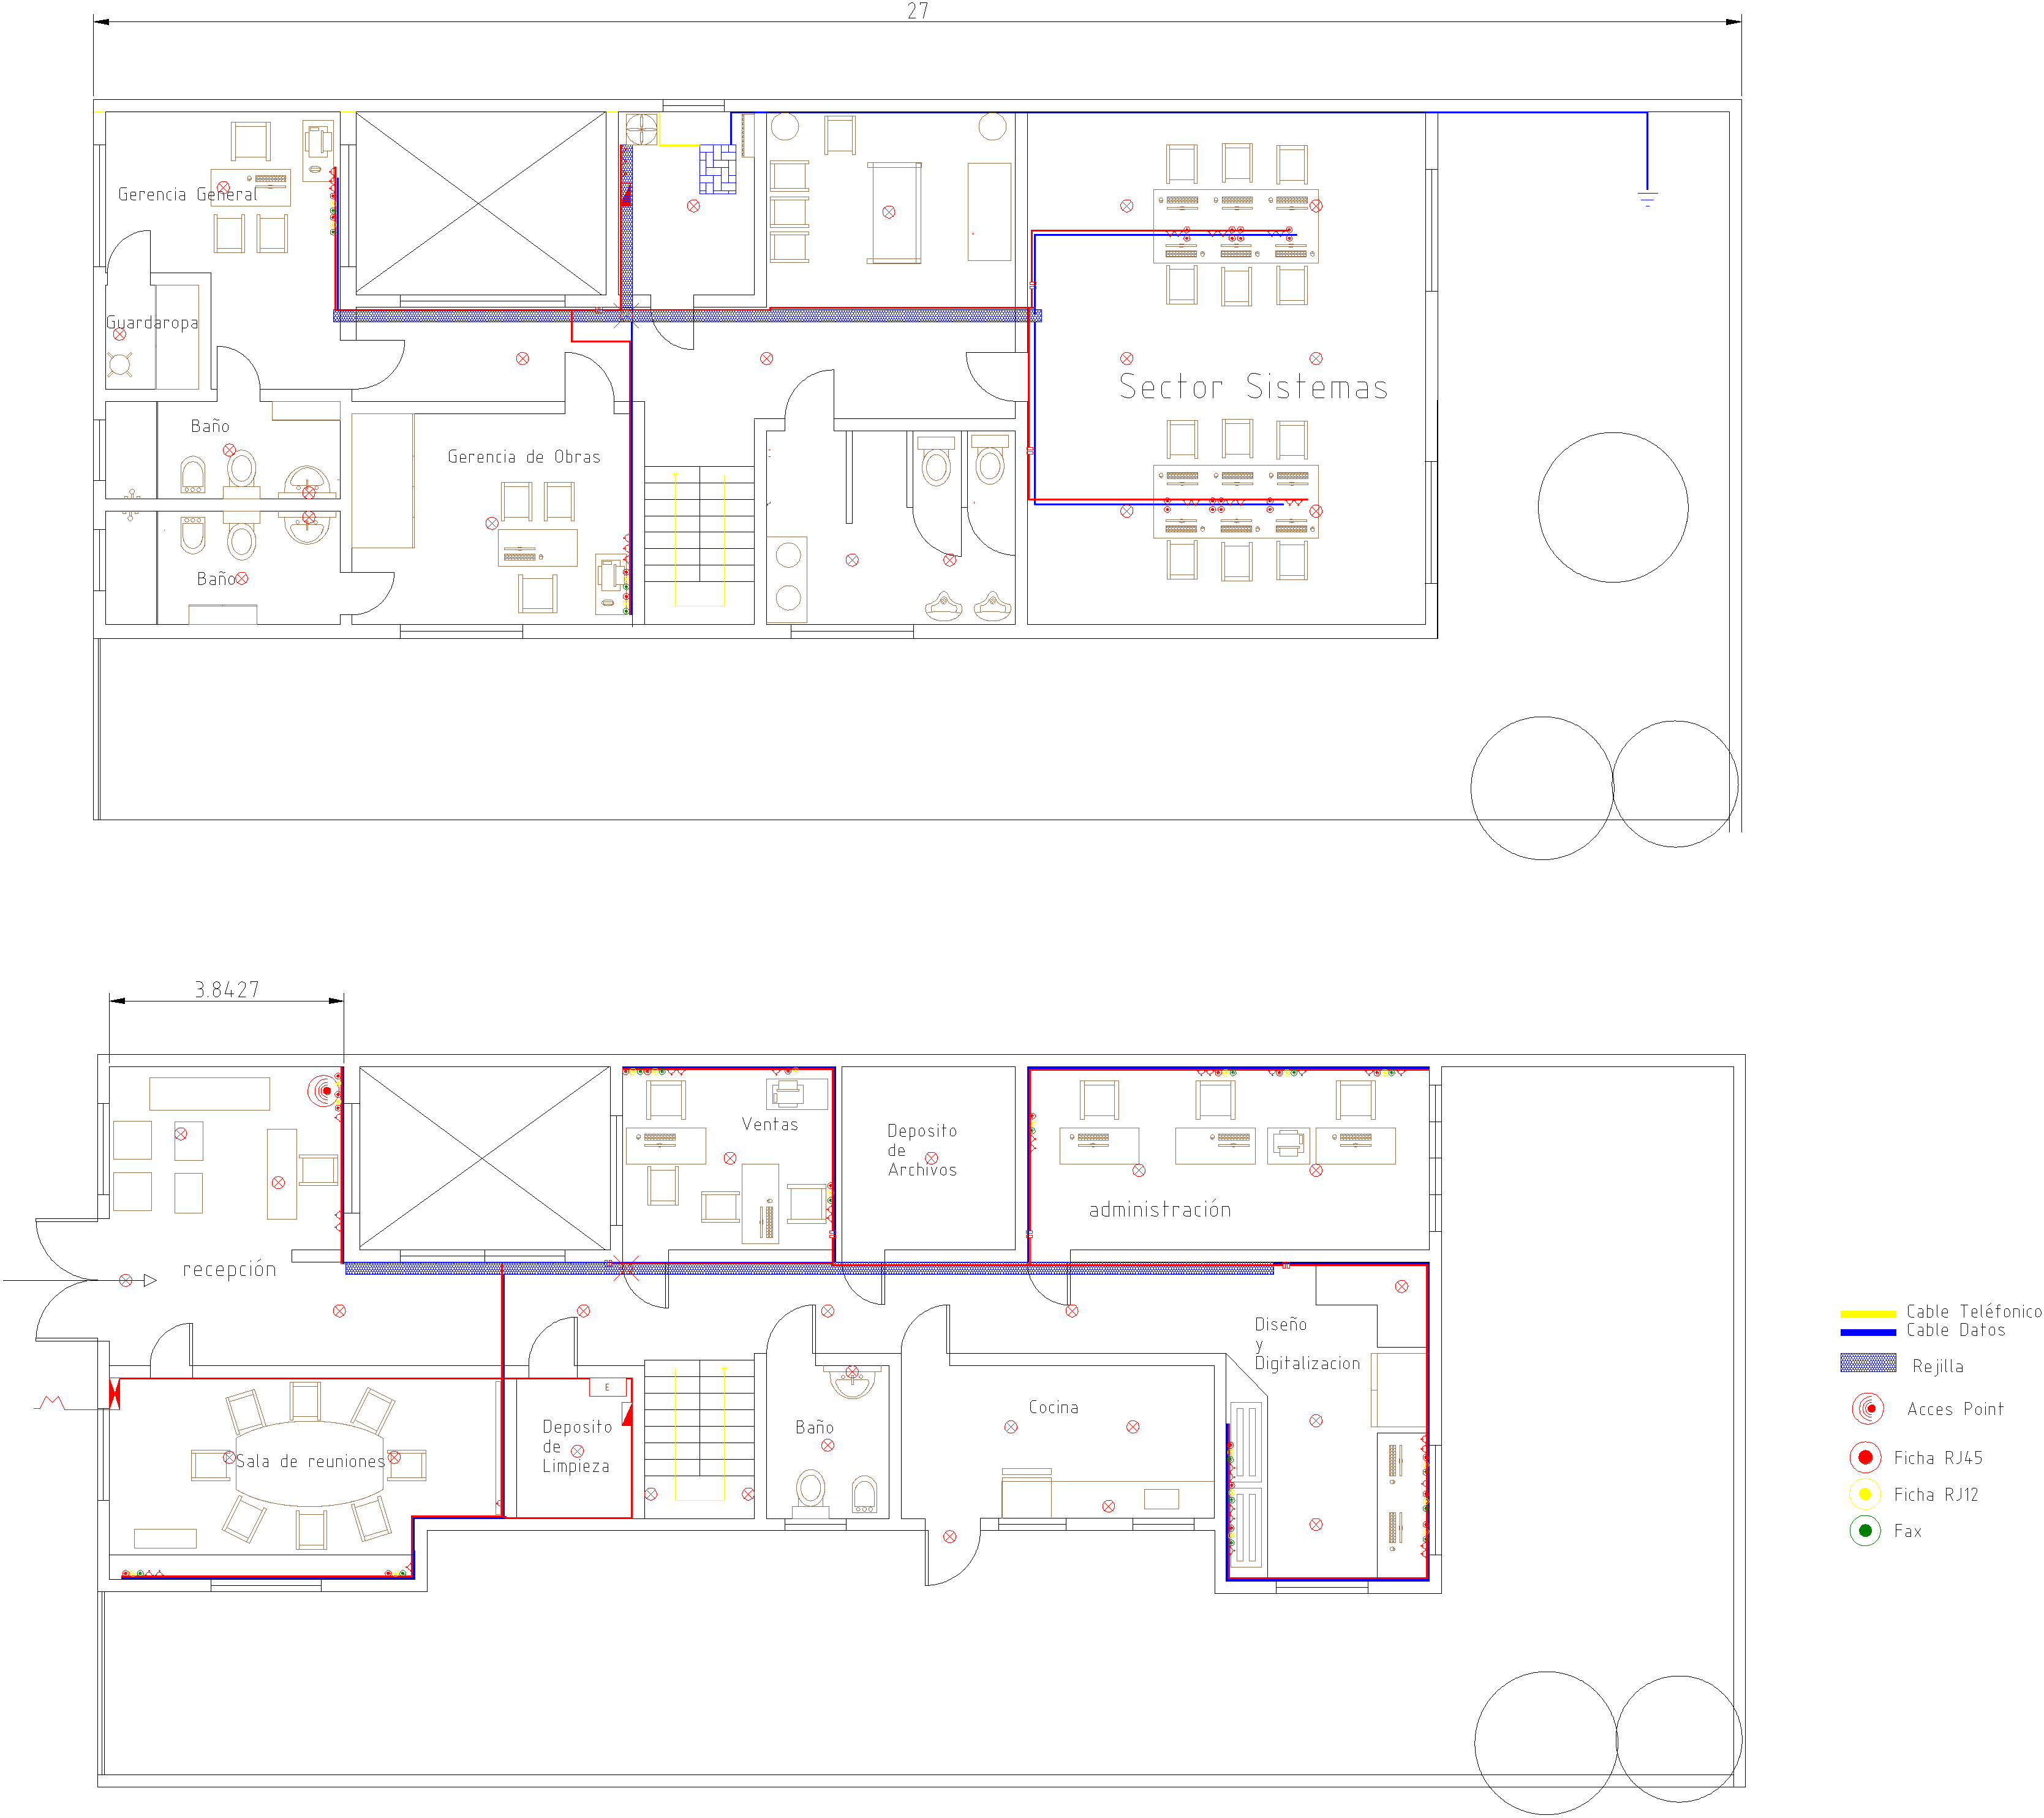 27
Gerencia General
Guardaropa
Baño
Gerencia de Obras
Baño
Sector Sistemas
3.8427
Ventas
Deposito
de
Archivos
administración
recepción
Diseño
y
Digitalizacion
Cocina
Baño
E
Deposito
de
Limpieza
Sala de reuniones
Cable Teléfonico
Cable Datos
Rejilla
Acces Point
Ficha RJ45
Ficha RJ12
Fax